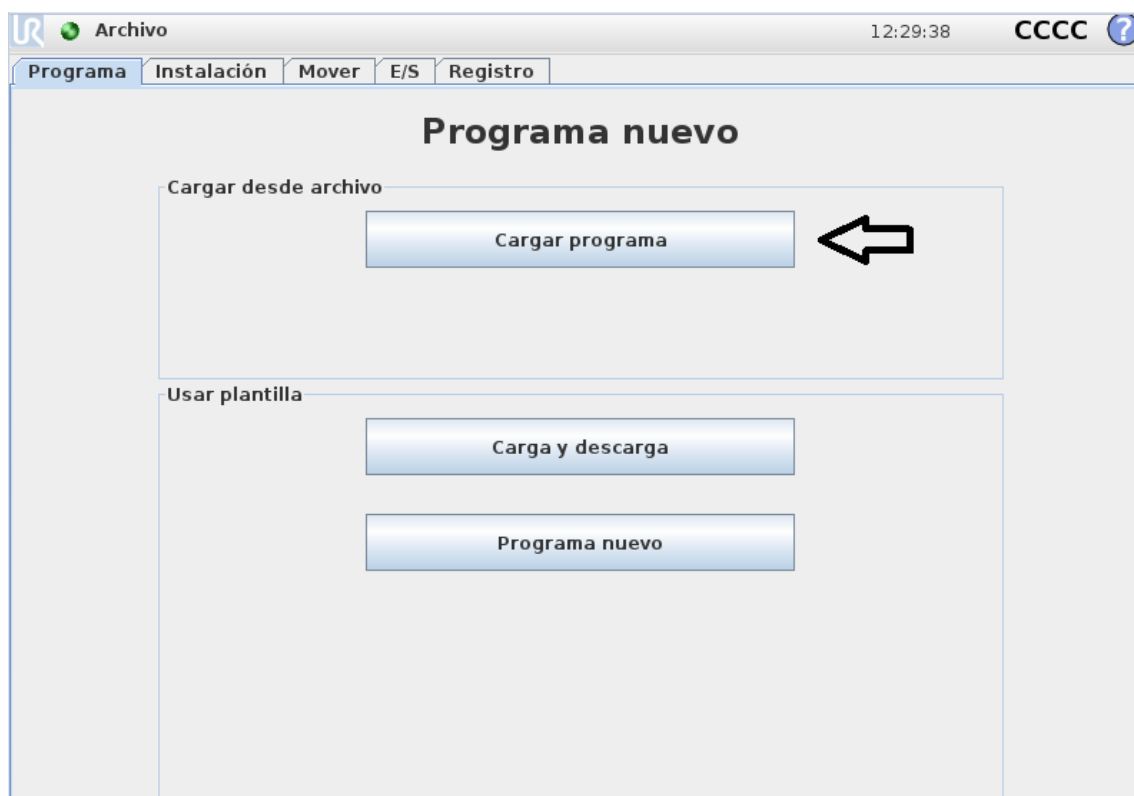 UR Archivo 12:29:38 CCCC ?
Programa Instalación Mover E/S Registro
Programa nuevo
Cargar desde archivo
Cargar programa
Usar plantilla
Carga y descarga
Programa nuevo